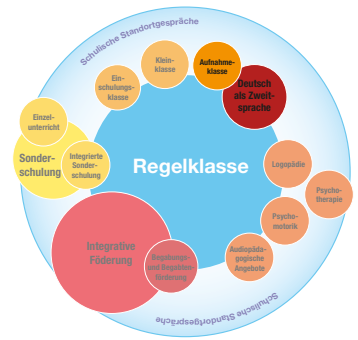 Schulische Standortgespräche
Klein-
klasse
Aufnahme-
klasse
Ein-
schulungs-
klasse
Deutsch
als Zweit-
sprache
Einzel-
unterricht
Sonder-
schulung
Integrierte
Sonder-
schulung
Regelklasse
Logopädie
Psycho-
therapie
Psycho-
motorik
Audiopäda-
gogische
Angebote
Integrative
Föderung
Begabungs-
und Begabten-
förderung
Schulische Standortgespräche